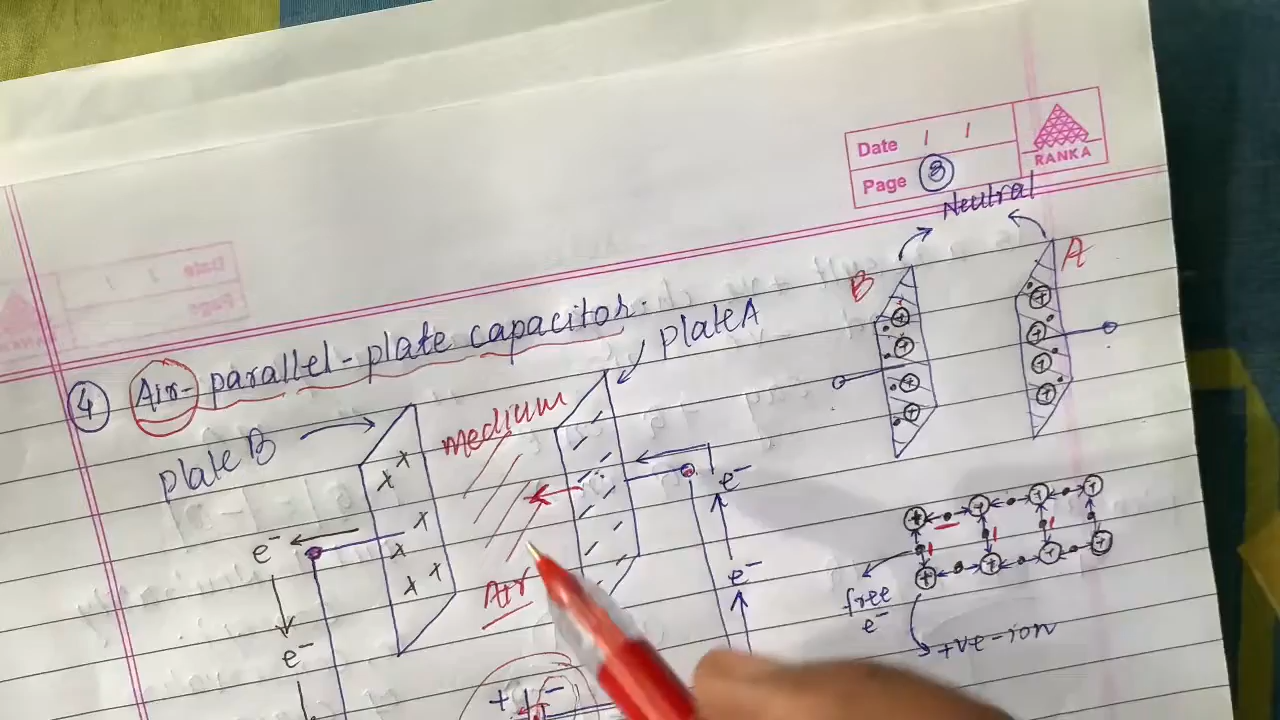 Date / /
Page 3
RANKA
Neutral
B
A
4 Air-parallel-plate capacitor.
plate A
plate B
medium
e⁻
e⁻
e⁻
e⁻
Air
free
e⁻
+ve-ion
+ -